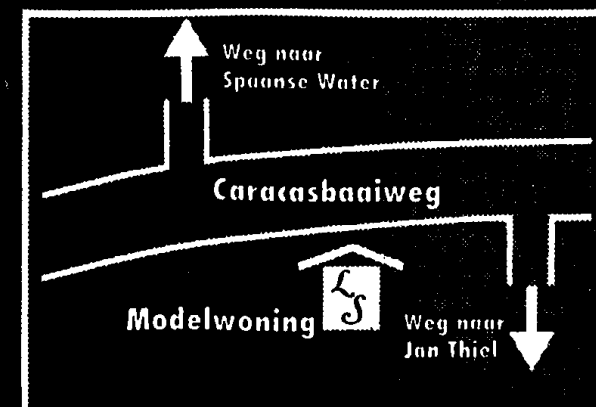 Weg naar
Spaanse Water
Caracasbaaiweg
LS
Modelwoning
Weg naar
Jan Thiel